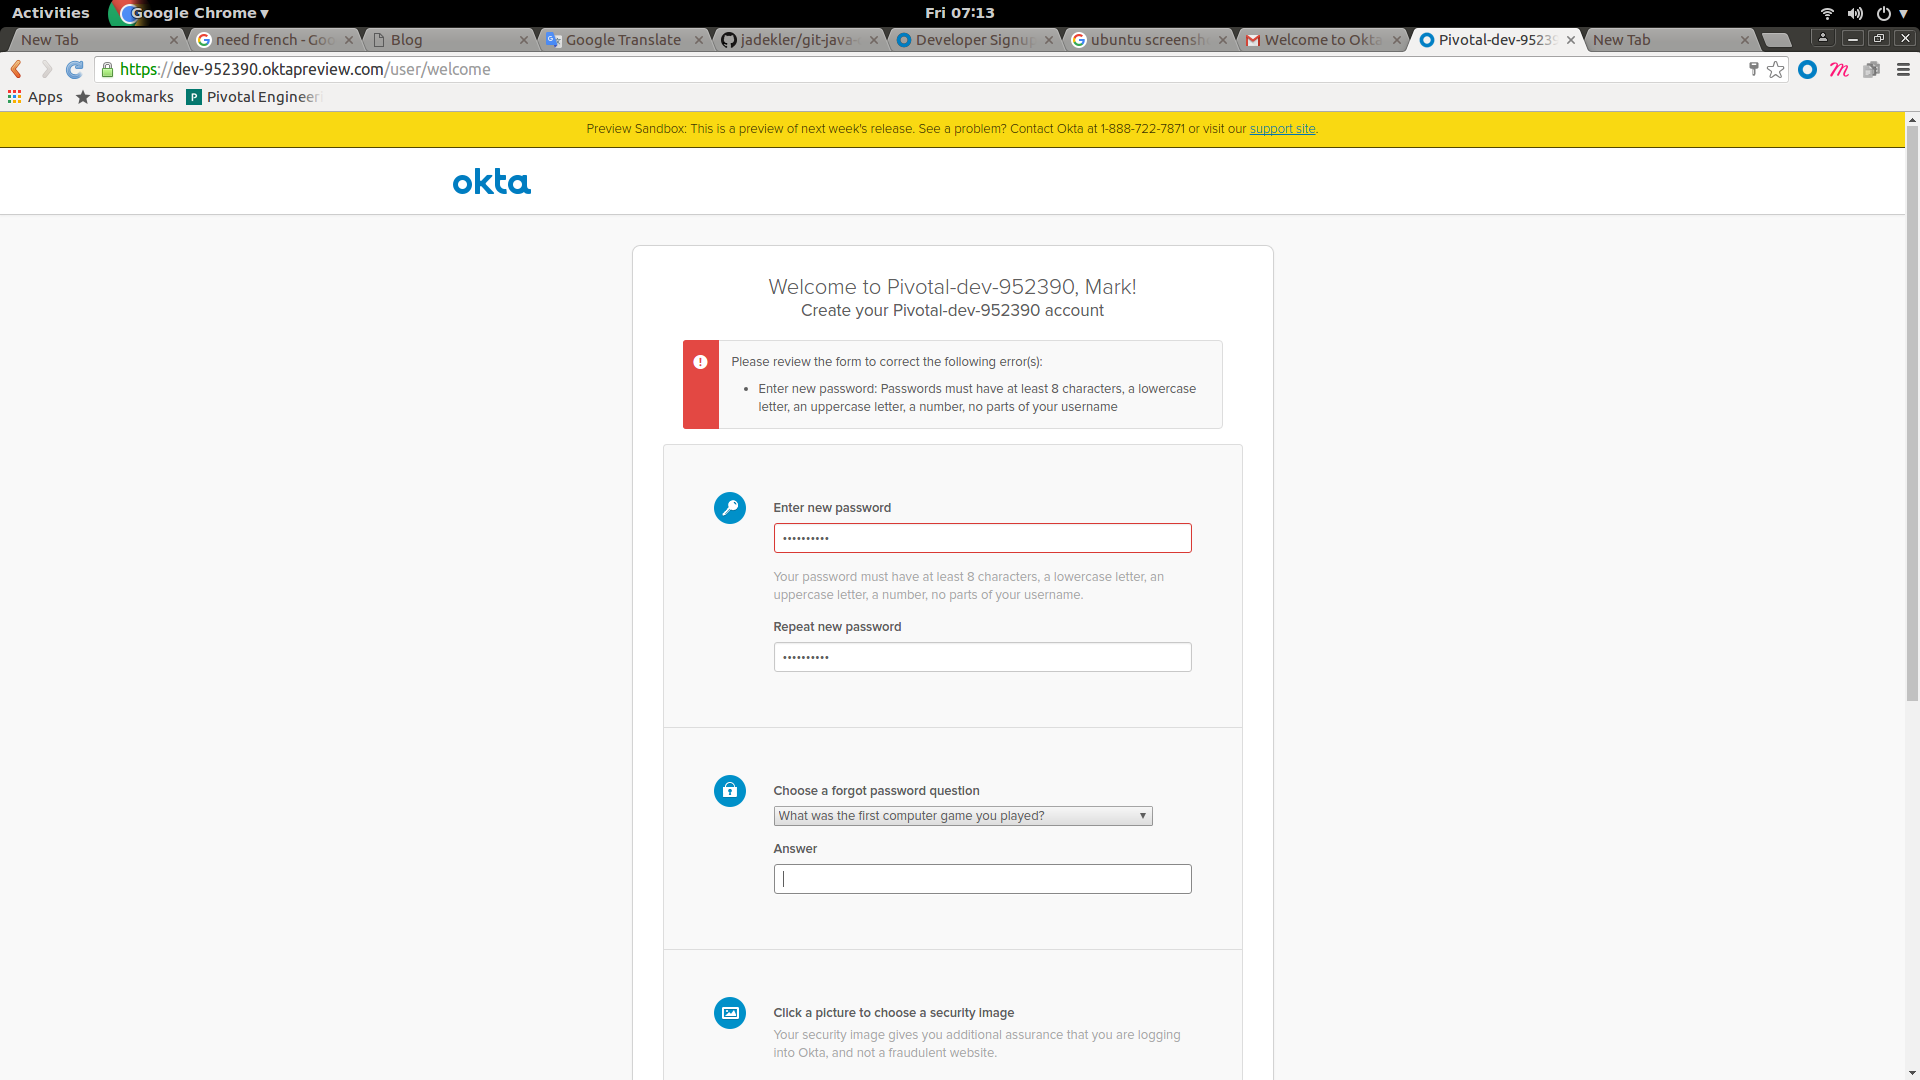 Activities
Google Chrome ▾
Fri 07:13
New Tab
need french - Goo
Blog
Google Translate
jadekler/git-java-
Developer Signup
ubuntu screensh
Welcome to Okta
Pivotal-dev-95239
New Tab
https://dev-952390.oktapreview.com/user/welcome
Apps
Bookmarks
P
Pivotal Engineeri
Preview Sandbox: This is a preview of next week's release. See a problem? Contact Okta at 1-888-722-7871 or visit our support site.
okta
Welcome to Pivotal-dev-952390, Mark!
Create your Pivotal-dev-952390 account
Please review the form to correct the following error(s):
• Enter new password: Passwords must have at least 8 characters, a lowercase
letter, an uppercase letter, a number, no parts of your username
Enter new password
••••••••••
Your password must have at least 8 characters, a lowercase letter, an
uppercase letter, a number, no parts of your username.
Repeat new password
••••••••••
Choose a forgot password question
What was the first computer game you played?
Answer
Click a picture to choose a security image
Your security image gives you additional assurance that you are logging
into Okta, and not a fraudulent website.